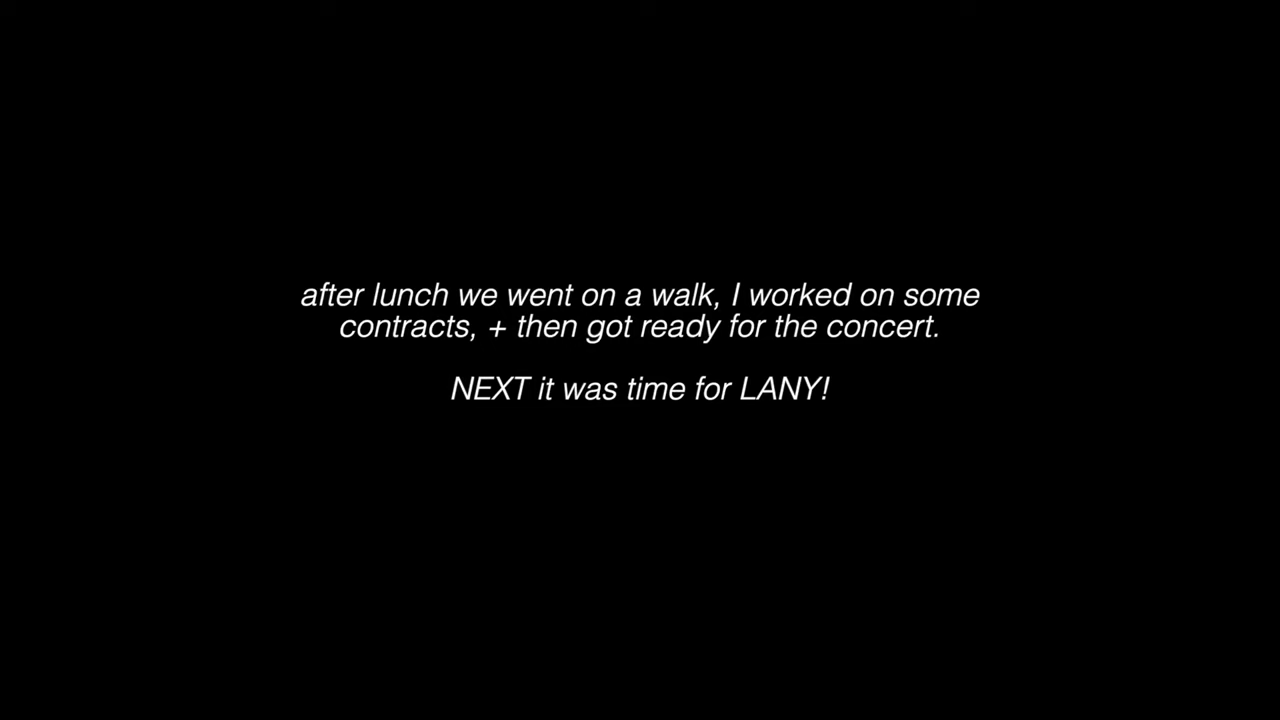 after lunch we went on a walk, I worked on some
contracts, + then got ready for the concert.
NEXT it was time for LANY!